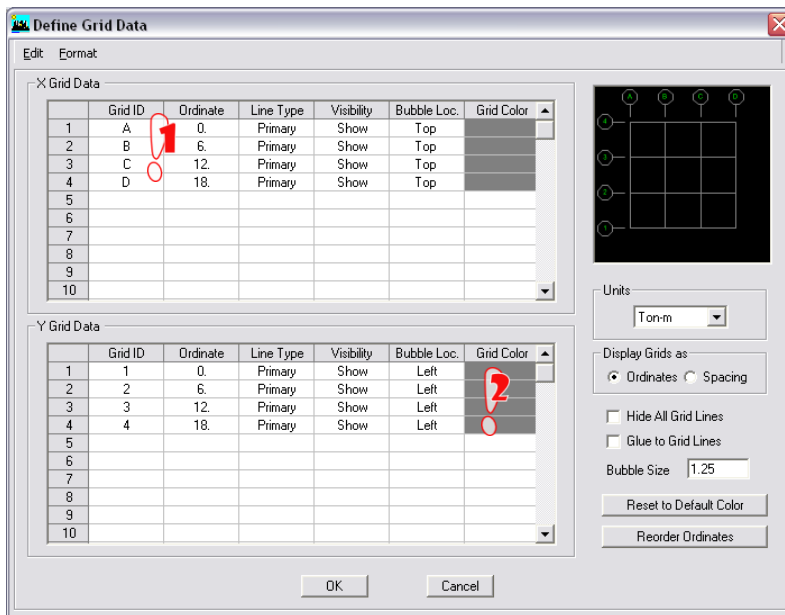 Define Grid Data
Edit Format
X Grid Data
Grid ID Ordinate Line Type Visibility Bubble Loc. Grid Color
1 A 0. Primary Show Top
2 B 6. Primary Show Top
3 C 12. Primary Show Top
4 D 18. Primary Show Top
5
6
7
8
9
10
1
Y Grid Data
Grid ID Ordinate Line Type Visibility Bubble Loc. Grid Color
1 1 0. Primary Show Left
2 2 6. Primary Show Left
3 3 12. Primary Show Left
4 4 18. Primary Show Left
5
6
7
8
9
10
2
A B C D
4
3
2
1
Units
Ton-m
Display Grids as
Ordinates Spacing
Hide All Grid Lines
Glue to Grid Lines
Bubble Size 1.25
Reset to Default Color
Reorder Ordinates
OK Cancel